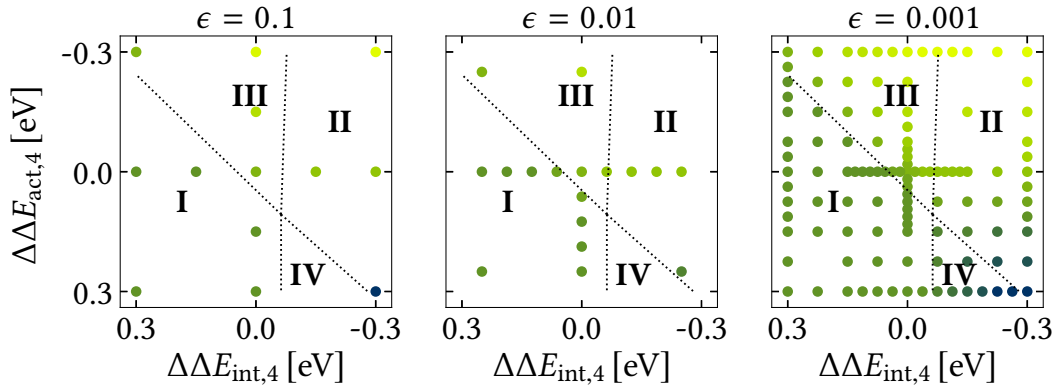 ϵ = 0.1
ϵ = 0.01
ϵ = 0.001
-0.3
0.0
0.3
ΔΔE_act,4 [eV]
III
II
I
IV
III
II
I
IV
III
II
I
IV
0.3 0.0 -0.3
0.3 0.0 -0.3
0.3 0.0 -0.3
ΔΔE_int,4 [eV]
ΔΔE_int,4 [eV]
ΔΔE_int,4 [eV]